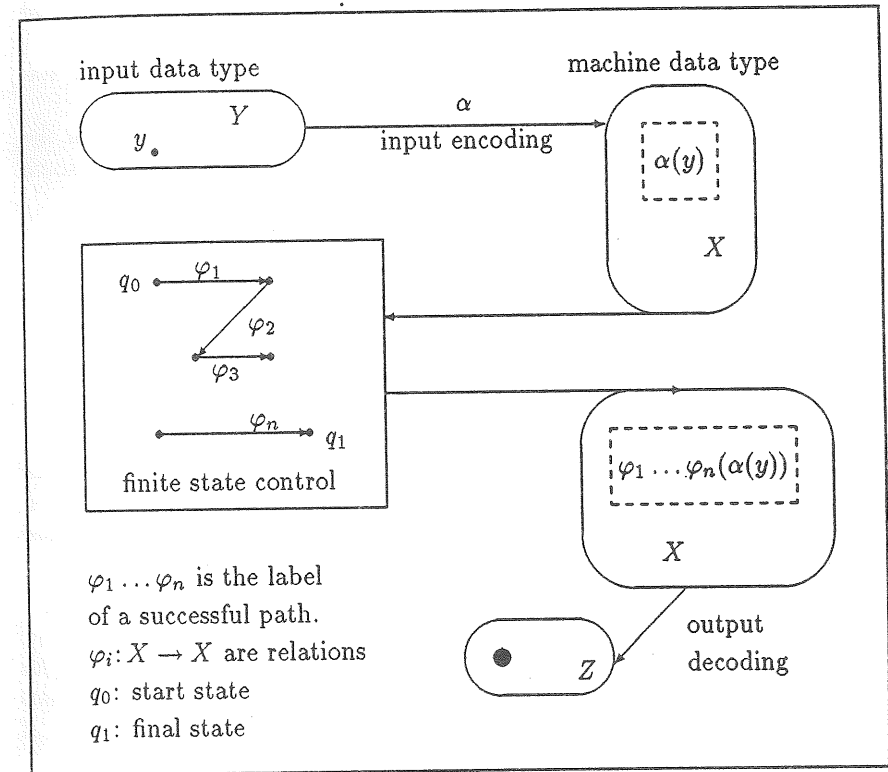 input data type
machine data type
Y
y
α
input encoding
α(y)
X
q₀
φ₁
φ₂
φ₃
φₙ
q₁
finite state control
φ₁ … φₙ(α(y))
X
φ₁ … φₙ is the label
of a successful path.
φᵢ: X → X are relations
q₀: start state
q₁: final state
output
decoding
Z